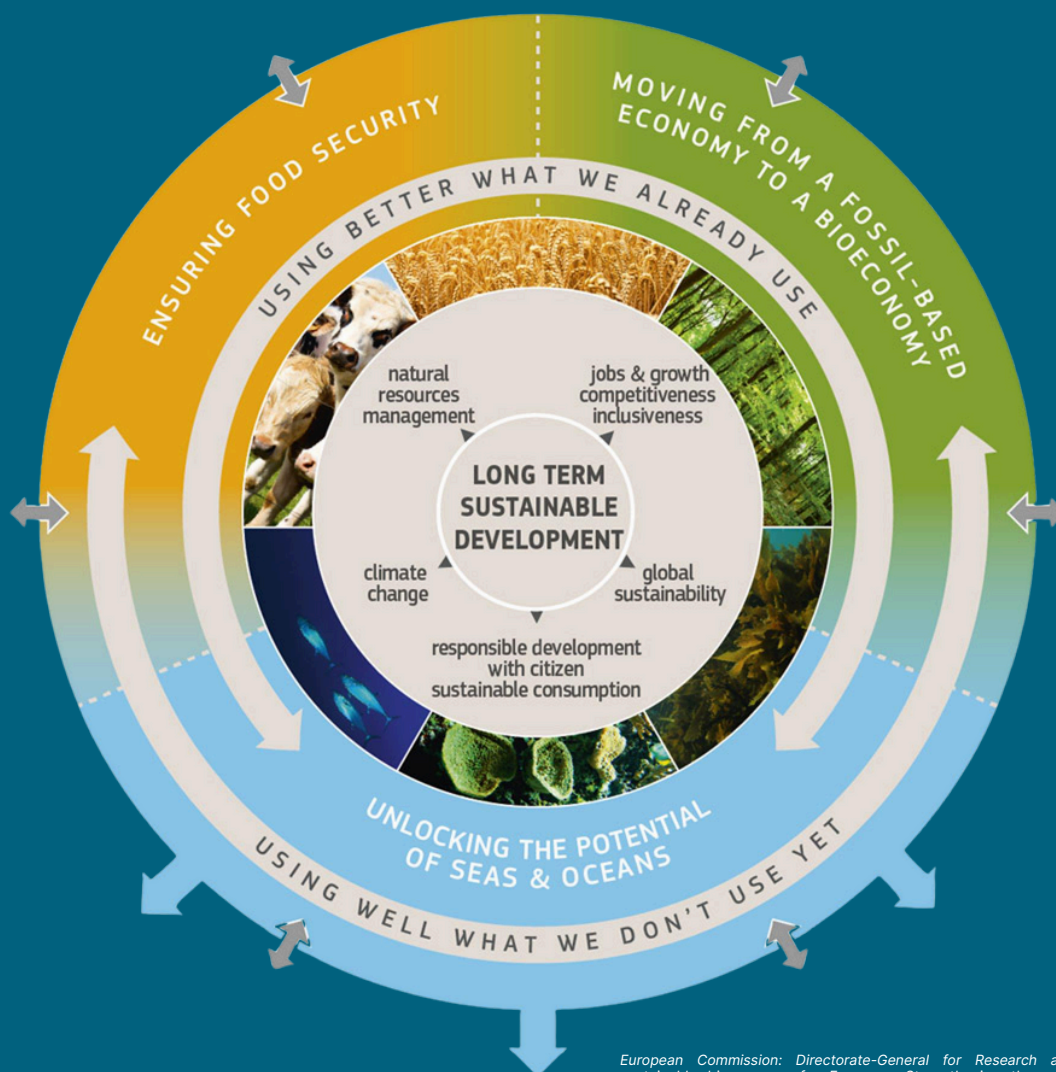 ENSURING FOOD SECURITY
MOVING FROM A FOSSIL-BASED
ECONOMY TO A BIOECONOMY
USING BETTER WHAT WE ALREADY USE
natural
resources
management
jobs & growth
competitiveness
inclusiveness
LONG TERM
SUSTAINABLE
DEVELOPMENT
climate
change
global
sustainability
responsible development
with citizen
sustainable consumption
UNLOCKING THE POTENTIAL
OF SEAS & OCEANS
USING WELL WHAT WE DON'T USE YET
European Commission: Directorate-General for Research